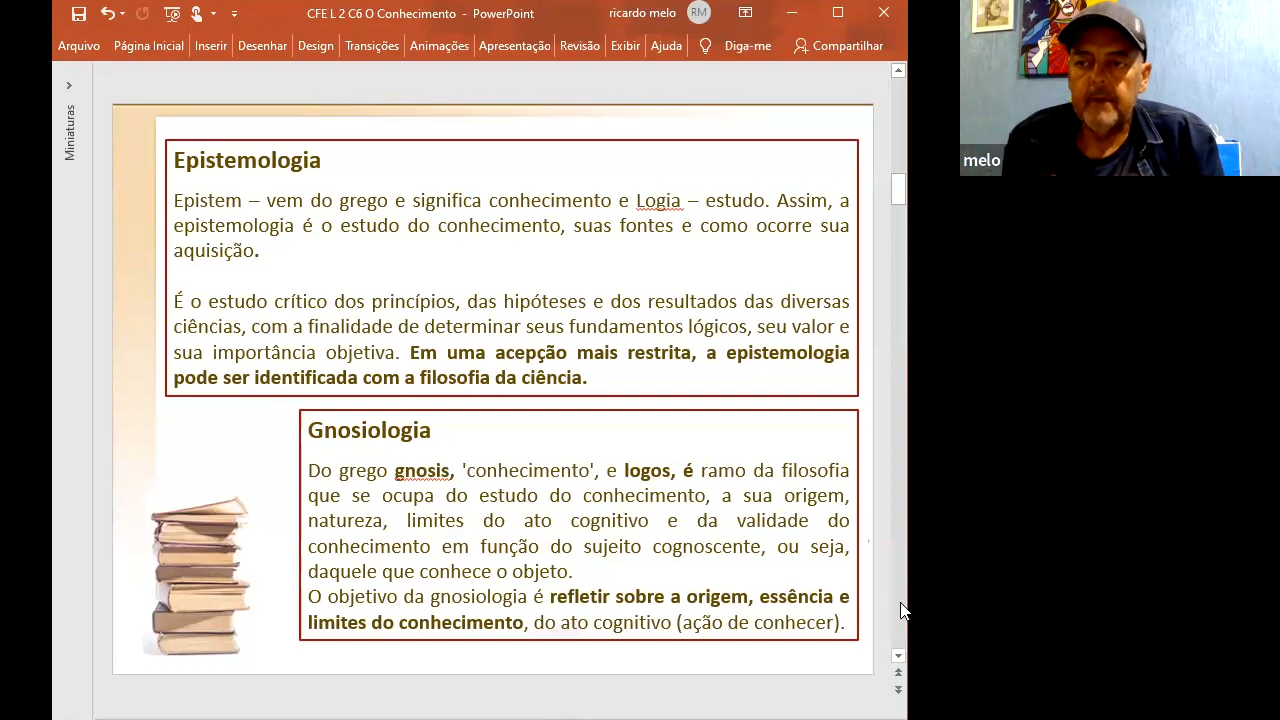 CFE L 2 C6 O Conhecimento - PowerPoint
ricardo melo
RM
Arquivo Página Inicial Inserir Desenhar Design Transições Animações Apresentação Revisão Exibir Ajuda Diga-me Compartilhar
Miniaturas
melo
Epistemologia
Epistem – vem do grego e significa conhecimento e Logia – estudo. Assim, a
epistemologia é o estudo do conhecimento, suas fontes e como ocorre sua
aquisição.
É o estudo crítico dos princípios, das hipóteses e dos resultados das diversas
ciências, com a finalidade de determinar seus fundamentos lógicos, seu valor e
sua importância objetiva. Em uma acepção mais restrita, a epistemologia
pode ser identificada com a filosofia da ciência.
Gnosiologia
Do grego gnosis, 'conhecimento', e logos, é ramo da filosofia
que se ocupa do estudo do conhecimento, a sua origem,
natureza, limites do ato cognitivo e da validade do
conhecimento em função do sujeito cognoscente, ou seja,
daquele que conhece o objeto.
O objetivo da gnosiologia é refletir sobre a origem, essência e
limites do conhecimento, do ato cognitivo (ação de conhecer).